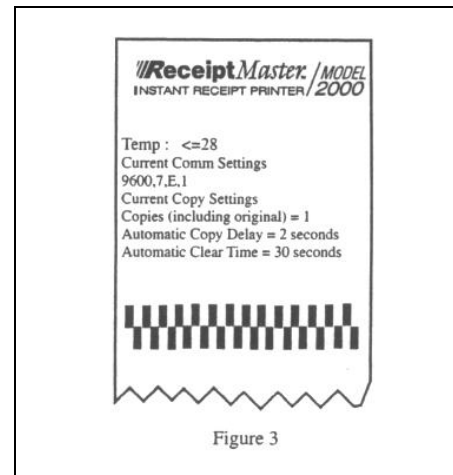 ReceiptMaster. / MODEL
INSTANT RECEIPT PRINTER / 2000
Temp : <=28
Current Comm Settings
9600,7,E,1
Current Copy Settings
Copies (including original) = 1
Automatic Copy Delay = 2 seconds
Automatic Clear Time = 30 seconds
Figure 3